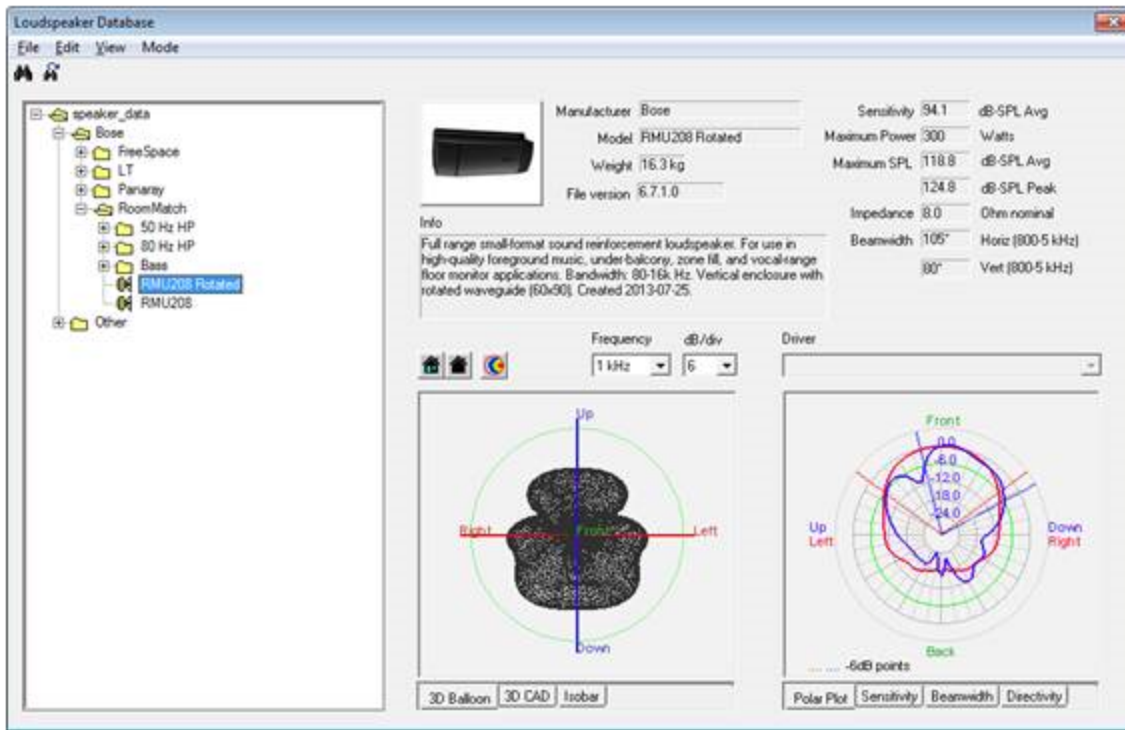 Loudspeaker Database
File Edit View Mode
speaker_data
Bose
FreeSpace
LT
Panaray
RoomMatch
50 Hz HP
80 Hz HP
Bass
RMU208 Rotated
RMU208
Other
Manufacturer Bose
Model RMU208 Rotated
Weight 16.3 kg
File version 6.7.1.0
Sensitivity 94.1 dB-SPL Avg
Maximum Power 300 Watts
Maximum SPL 118.8 dB-SPL Avg
124.8 dB-SPL Peak
Impedance 8.0 Ohm nominal
Beamwidth 105° Horiz (800-5 kHz)
80° Vert (800-5 kHz)
Info
Full range small-format sound reinforcement loudspeaker. For use in
high-quality foreground music, under-balcony, zone fill, and vocal-range
floor monitor applications. Bandwidth: 80-16k Hz. Vertical enclosure with
rotated waveguide (60x90). Created 2013-07-25.
Frequency dB/div
1 kHz 6
Driver
Up
Right Front Left
Down
3D Balloon 3D CAD Isobar
Front
0.0
-6.0
-12.0
-18.0
-24.0
Up Down
Left Right
Back
-6dB points
Polar Plot Sensitivity Beamwidth Directivity